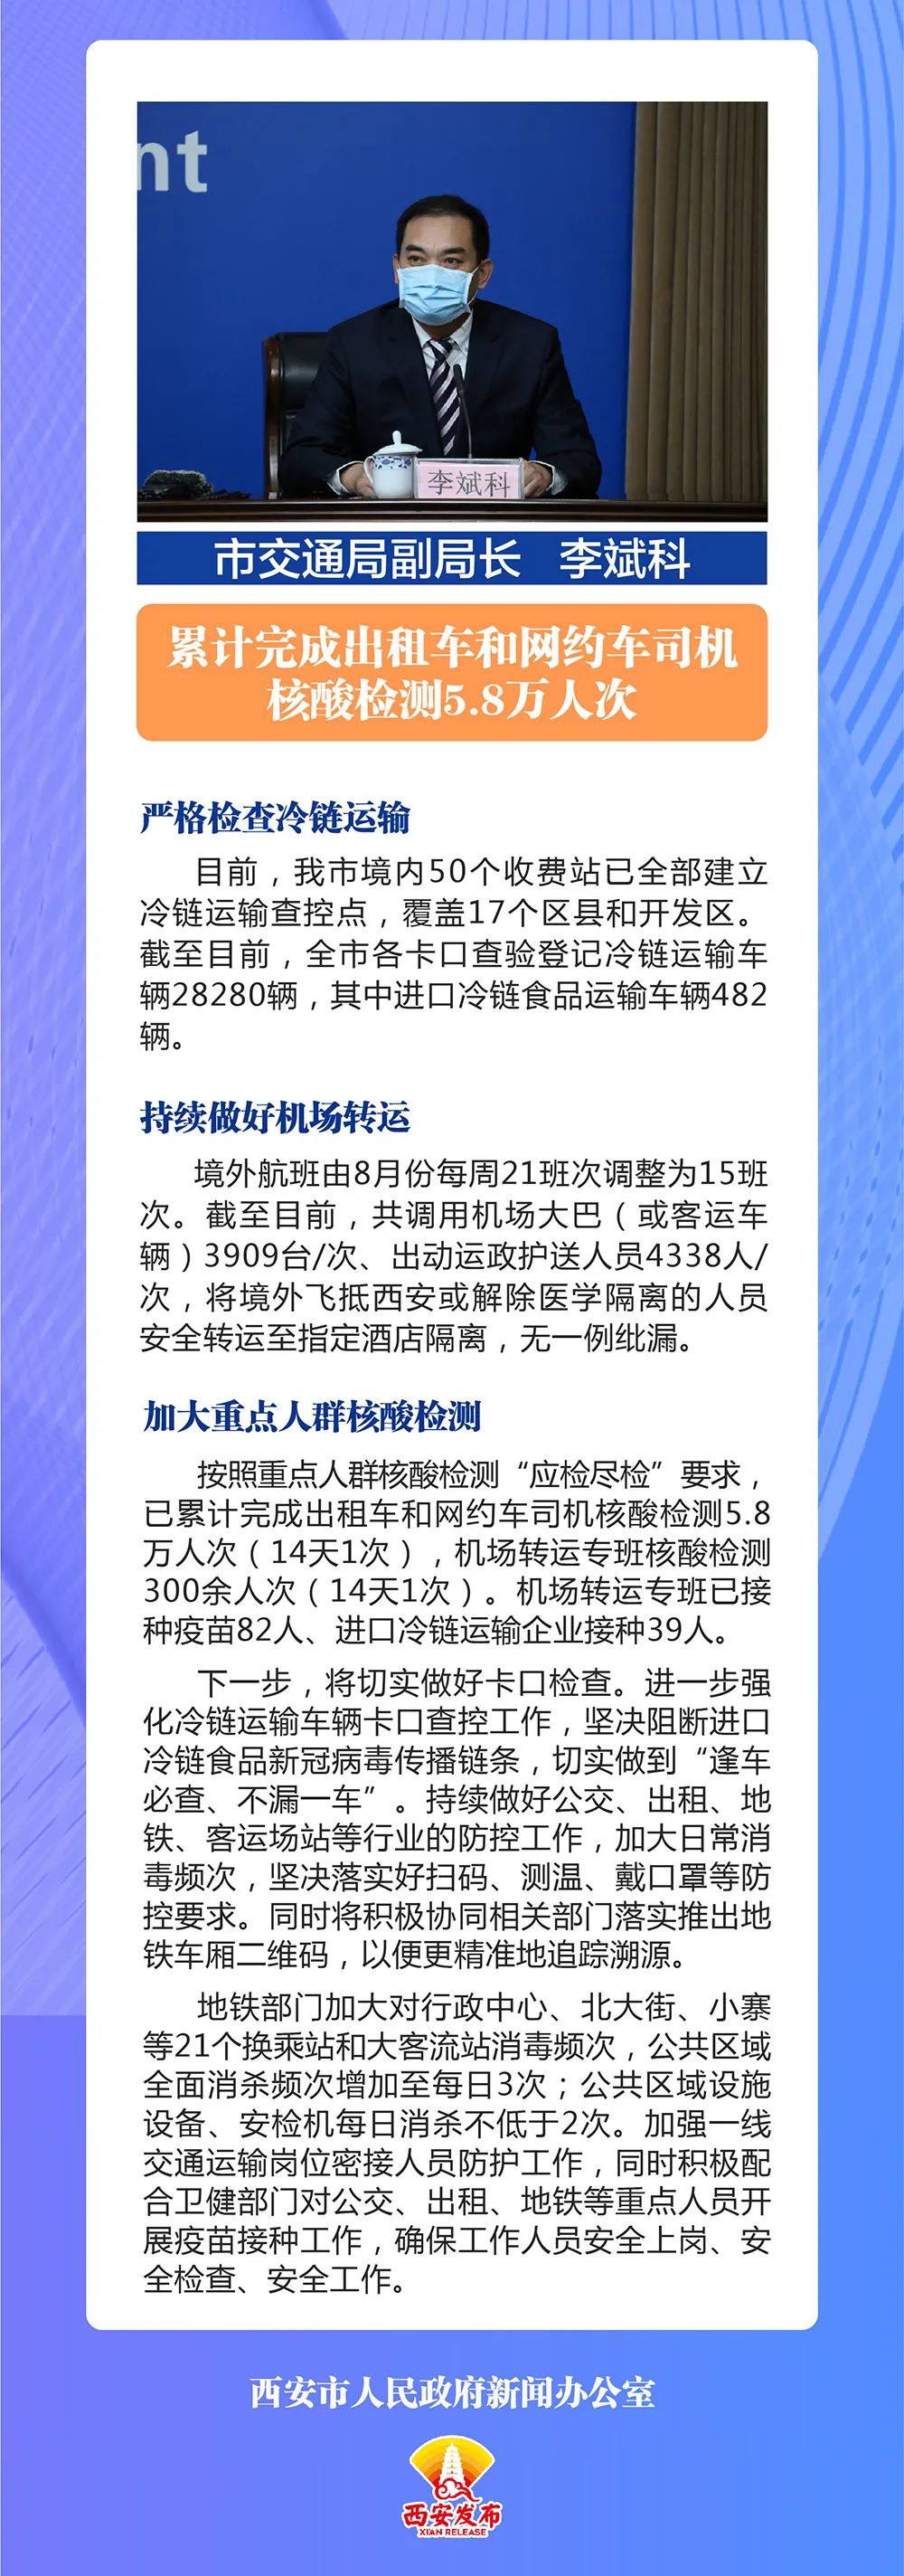 nt
李斌科
市交通局副局长 李斌科
累计完成出租车和网约车司机
核酸检测5.8万人次
严格检查冷链运输
目前，我市境内50个收费站已全部建立
冷链运输查控点，覆盖17个区县和开发区。
截至目前，全市各卡口查验登记冷链运输车
辆28280辆，其中进口冷链食品运输车辆482
辆。
持续做好机场转运
境外航班由8月份每周21班次调整为15班
次。截至目前，共调用机场大巴（或客运车
辆）3909台/次、出动运政护送人员4338人/
次，将境外飞抵西安或解除医学隔离的人员
安全转运至指定酒店隔离，无一例纰漏。
加大重点人群核酸检测
按照重点人群核酸检测“应检尽检”要求，
已累计完成出租车和网约车司机核酸检测5.8
万人次（14天1次），机场转运专班核酸检测
300余人次（14天1次）。机场转运专班已接
种疫苗82人、进口冷链运输企业接种39人。
下一步，将切实做好卡口检查。进一步强
化冷链运输车辆卡口查控工作，坚决阻断进口
冷链食品新冠病毒传播链条，切实做到“逢车
必查、不漏一车”。持续做好公交、出租、地
铁、客运场站等行业的防控工作，加大日常消
毒频次，坚决落实好扫码、测温、戴口罩等防
控要求。同时将积极协同相关部门落实推出地
铁车厢二维码，以便更精准地追踪溯源。
地铁部门加大对行政中心、北大街、小寨
等21个换乘站和大客流站消毒频次，公共区域
全面消杀频次增加至每日3次；公共区域设施
设备、安检机每日消杀不低于2次。加强一线
交通运输岗位密接人员防护工作，同时积极配
合卫健部门对公交、出租、地铁等重点人员开
展疫苗接种工作，确保工作人员安全上岗、安
全检查、安全工作。
西安市人民政府新闻办公室
西安发布
XI'AN RELEASE